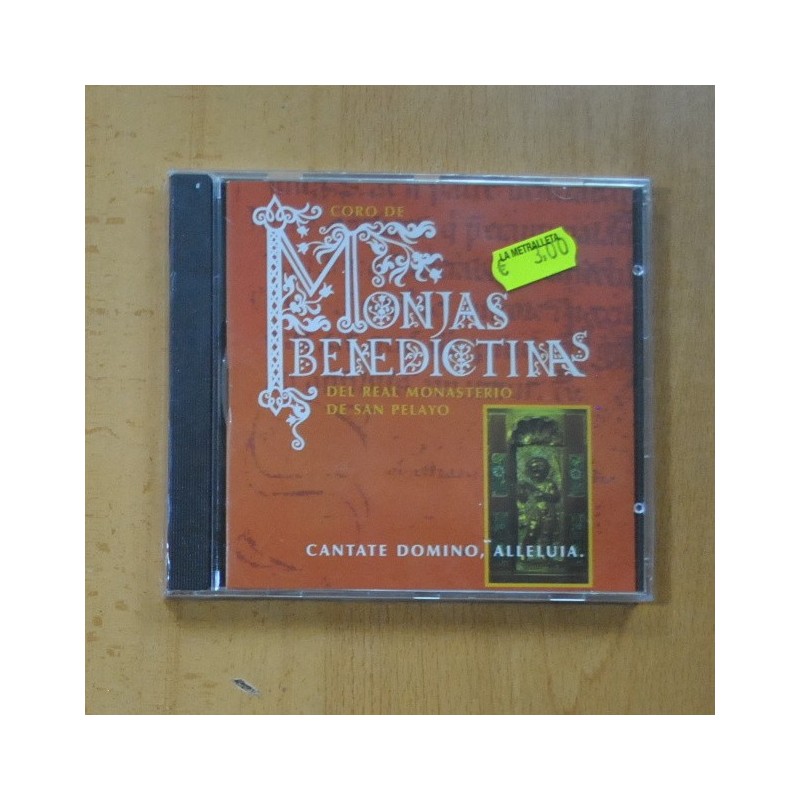 CORO DE
MONJAS
BENEDICTINAS
DEL REAL MONASTERIO
DE SAN PELAYO
LA METRALLETA
€ 3,00
CANTATE DOMINO, ALLELUIA.